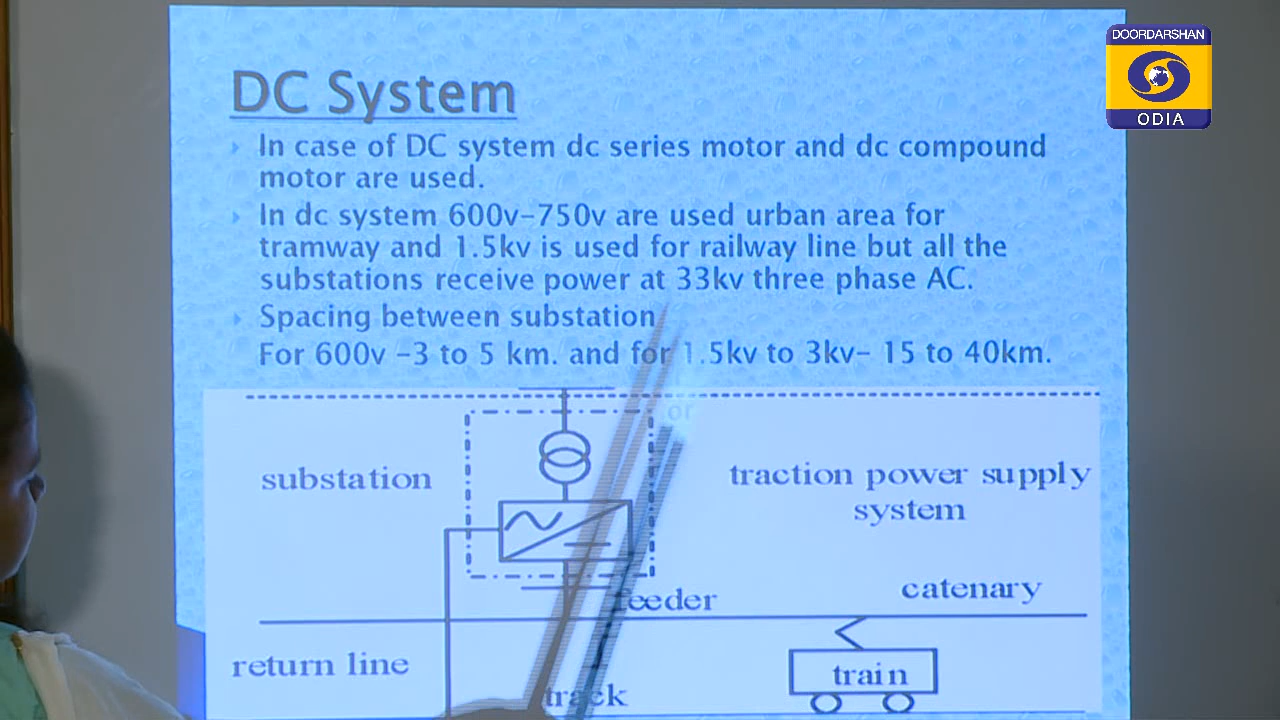 DOORDARSHAN
ODIA
DC System
In case of DC system dc series motor and dc compound
motor are used.
In dc system 600v-750v are used urban area for
tramway and 1.5kv is used for railway line but all the
substations receive power at 33kv three phase AC.
Spacing between substation
For 600v -3 to 5 km. and for 1.5kv to 3kv- 15 to 40km.
or
substation
traction power supply
system
feeder
catenary
return line
train
track